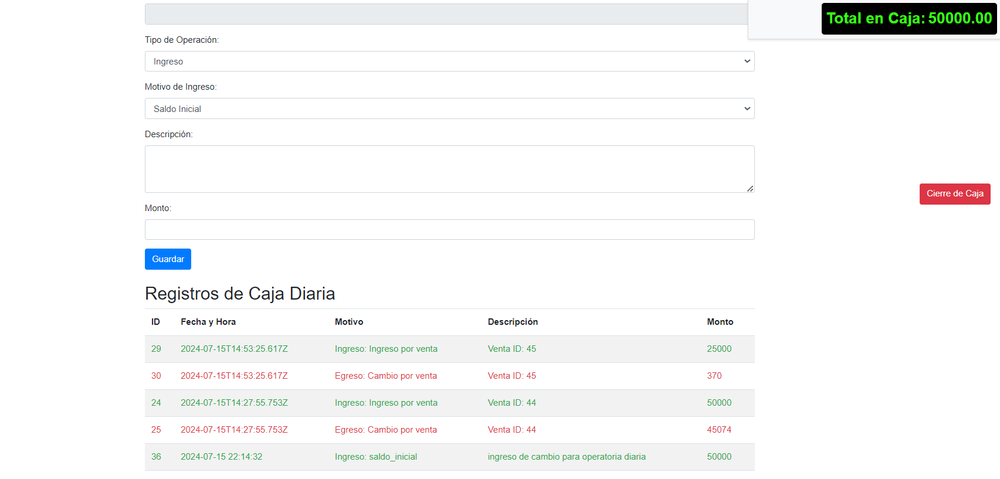 Total en Caja: 50000.00
Tipo de Operación:
Ingreso
Motivo de Ingreso:
Saldo Inicial
Descripción:
Cierre de Caja
Monto:
Guardar
Registros de Caja Diaria
ID Fecha y Hora Motivo Descripción Monto
29 2024-07-15T14:53:25.617Z Ingreso: Ingreso por venta Venta ID: 45 25000
30 2024-07-15T14:53:25.617Z Egreso: Cambio por venta Venta ID: 45 370
24 2024-07-15T14:27:55.753Z Ingreso: Ingreso por venta Venta ID: 44 50000
25 2024-07-15T14:27:55.753Z Egreso: Cambio por venta Venta ID: 44 45074
36 2024-07-15 22:14:32 Ingreso: saldo_inicial ingreso de cambio para operatoria diaria 50000